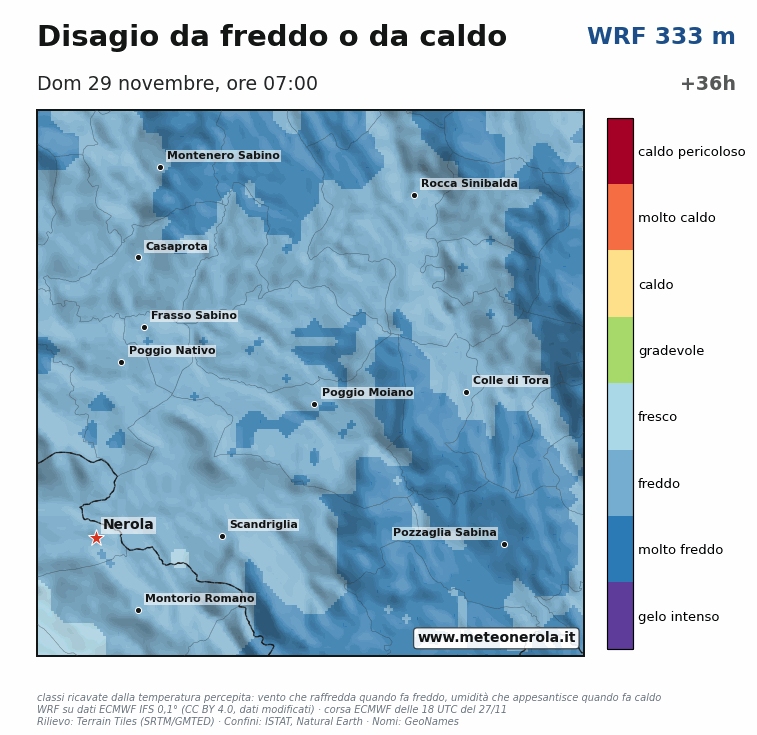 Disagio da freddo o da caldo
WRF 333 m
Dom 29 novembre, ore 07:00
+36h
Montenero Sabino
Rocca Sinibalda
Casaprota
Frasso Sabino
Poggio Nativo
Colle di Tora
Poggio Moiano
Nerola
Scandriglia
Pozzaglia Sabina
Montorio Romano
www.meteonerola.it
caldo pericoloso
molto caldo
caldo
gradevole
fresco
freddo
molto freddo
gelo intenso
classi ricavate dalla temperatura percepita: vento che raffredda quando fa freddo, umidità che appesantisce quando fa caldo
WRF su dati ECMWF IFS 0,1° (CC BY 4.0, dati modificati) · corsa ECMWF delle 18 UTC del 27/11
Rilievo: Terrain Tiles (SRTM/GMTED) · Confini: ISTAT, Natural Earth · Nomi: GeoNames